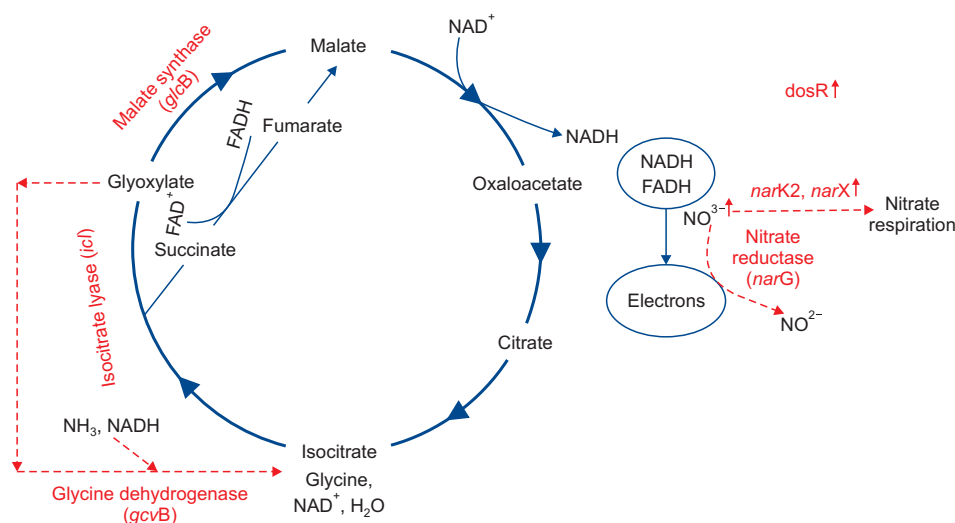 Malate
NAD⁺
NADH
dosR↑
Malate synthase
(glcB)
FADH
Fumarate
Glyoxylate
FAD⁺
Succinate
Oxaloacetate
NADH
FADH
NO³⁻↑
narK2, narX↑
Nitrate
respiration
Nitrate
reductase
(narG)
Electrons
NO²⁻
Isocitrate lyase (icl)
Citrate
NH₃, NADH
Isocitrate
Glycine,
NAD⁺, H₂O
Glycine dehydrogenase
(gcvB)